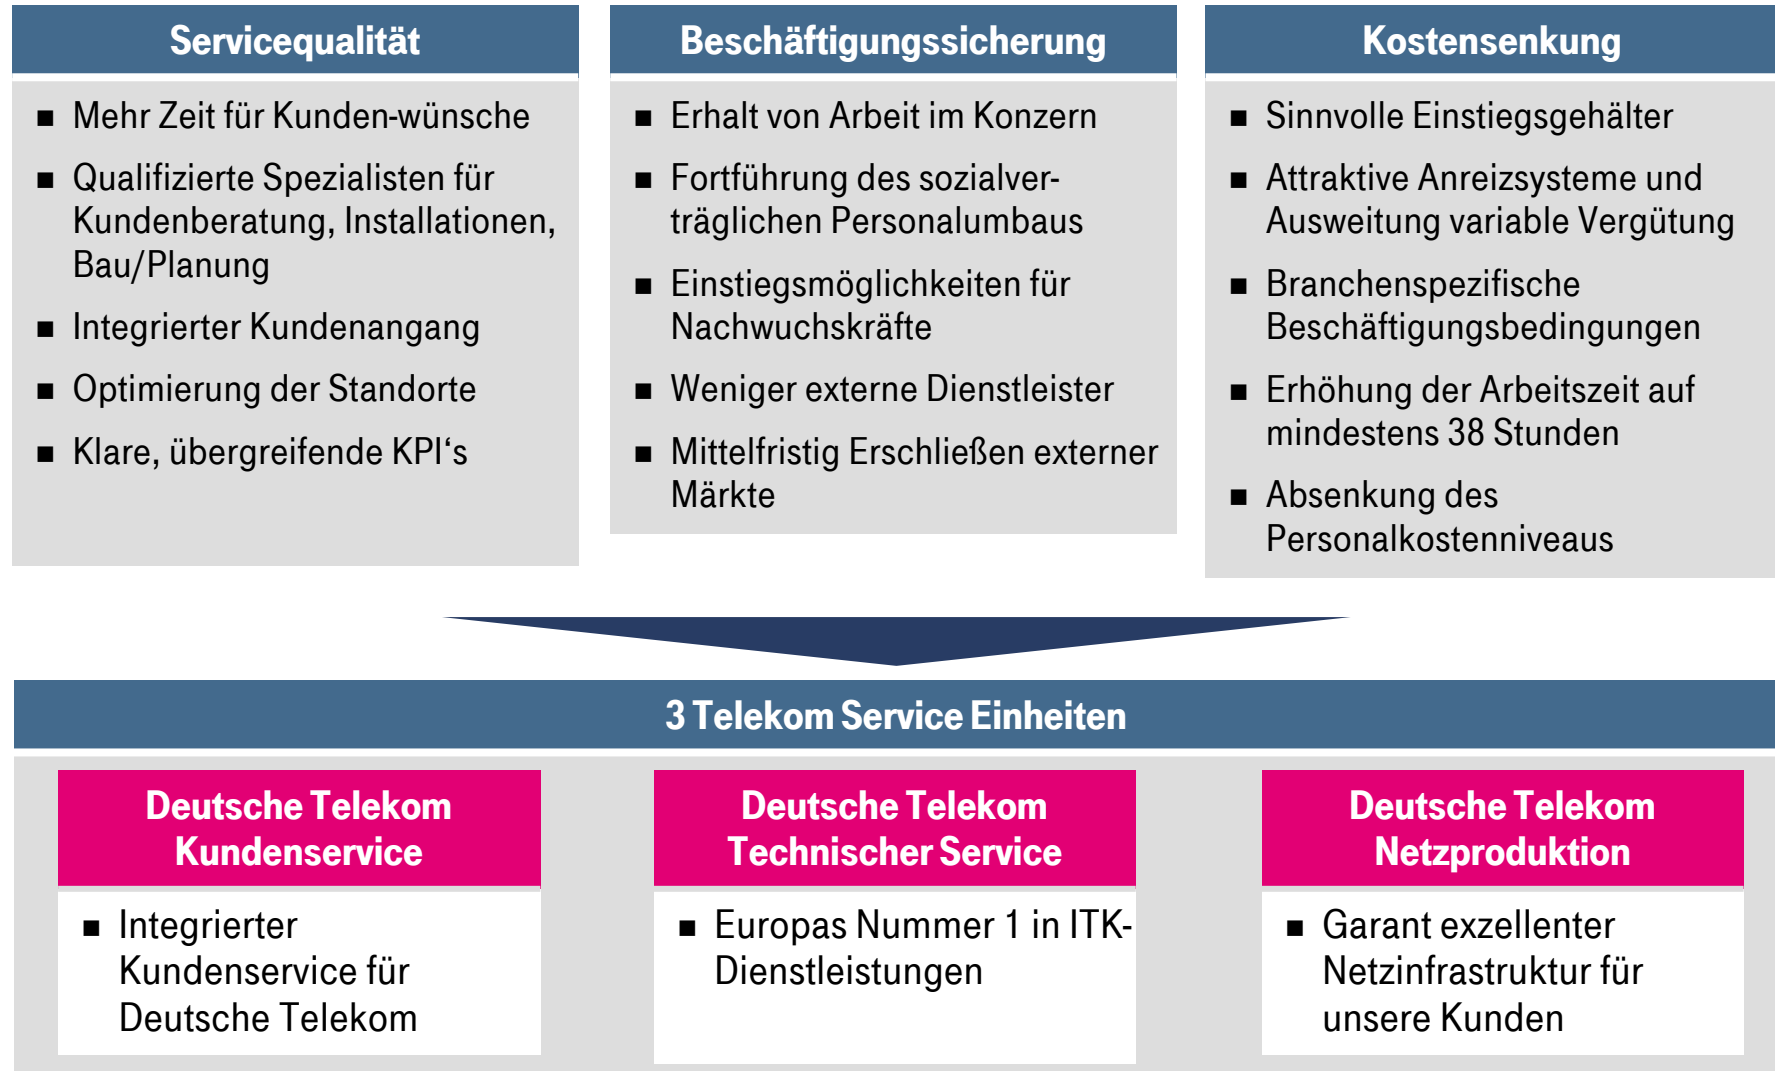 Servicequalität
■ Mehr Zeit für Kunden-wünsche
■ Qualifizierte Spezialisten für
Kundenberatung, Installationen,
Bau/Planung
■ Integrierter Kundenangang
■ Optimierung der Standorte
■ Klare, übergreifende KPI‘s
Beschäftigungssicherung
■ Erhalt von Arbeit im Konzern
■ Fortführung des sozialver-
träglichen Personalumbaus
■ Einstiegsmöglichkeiten für
Nachwuchskräfte
■ Weniger externe Dienstleister
■ Mittelfristig Erschließen externer
Märkte
Kostensenkung
■ Sinnvolle Einstiegsgehälter
■ Attraktive Anreizsysteme und
Ausweitung variable Vergütung
■ Branchenspezifische
Beschäftigungsbedingungen
■ Erhöhung der Arbeitszeit auf
mindestens 38 Stunden
■ Absenkung des
Personalkostenniveaus
3 Telekom Service Einheiten
Deutsche Telekom
Kundenservice
■ Integrierter
Kundenservice für
Deutsche Telekom
Deutsche Telekom
Technischer Service
■ Europas Nummer 1 in ITK-
Dienstleistungen
Deutsche Telekom
Netzproduktion
■ Garant exzellenter
Netzinfrastruktur für
unsere Kunden